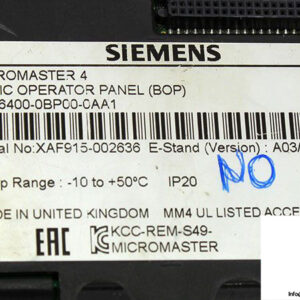 SIEMENS
ROMASTER 4
IC OPERATOR PANEL (BOP)
6400-0BP00-0AA1
al No:XAF915-002636 E-Stand (Version) : A03/
p Range : -10 to +50°C IP20
NO
DE IN UNITED KINGDOM MM4 UL LISTED ACCE
EAC KCC-REM-S49-
MICROMASTER